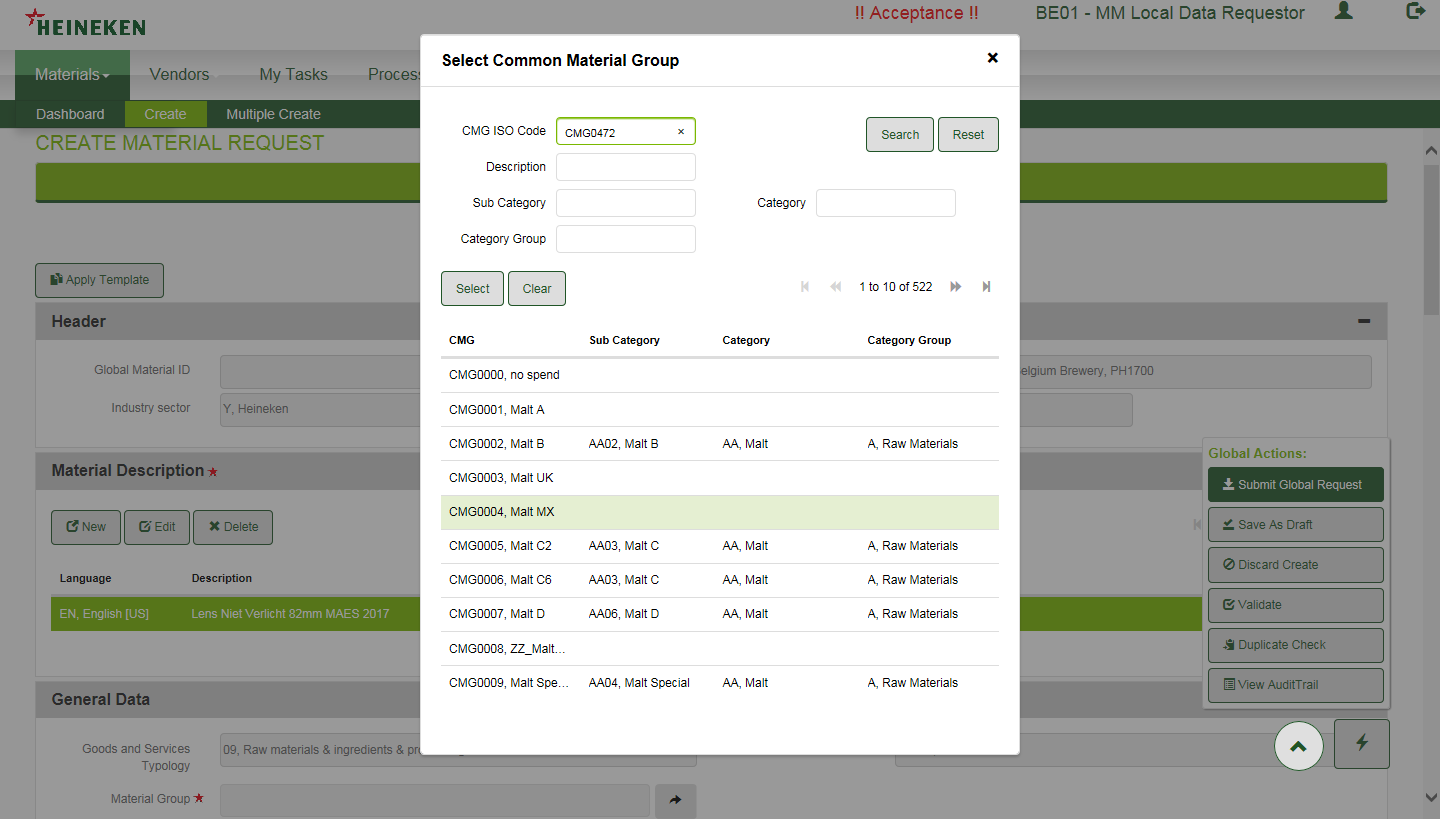 HEINEKEN
!! Acceptance !!
BE01 - MM Local Data Requestor
Materials
Vendors
My Tasks
Dashboard
Create
Multiple Create
CREATE MATERIAL REQUEST
Apply Template
Header
Global Material ID
Belgium Brewery, PH1700
Industry sector
Y, Heineken
Material Description
New
Edit
Delete
Language
Description
EN, English [US]
Lens Niet Verlicht 82mm MAES 2017
General Data
Goods and Services
Typology
09, Raw materials & ingredients &
Material Group
Select Common Material Group
CMG ISO Code
CMG0472
Search
Reset
Description
Sub Category
Category
Category Group
Select
Clear
1 to 10 of 522
CMG Sub Category Category Category Group
CMG0000, no spend
CMG0001, Malt A
CMG0002, Malt B AA02, Malt B AA, Malt A, Raw Materials
CMG0003, Malt UK
CMG0004, Malt MX
CMG0005, Malt C2 AA03, Malt C AA, Malt A, Raw Materials
CMG0006, Malt C6 AA03, Malt C AA, Malt A, Raw Materials
CMG0007, Malt D AA06, Malt D AA, Malt A, Raw Materials
CMG0008, ZZ_Malt...
CMG0009, Malt Spe... AA04, Malt Special AA, Malt A, Raw Materials
Global Actions:
Submit Global Request
Save As Draft
Discard Create
Validate
Duplicate Check
View AuditTrail